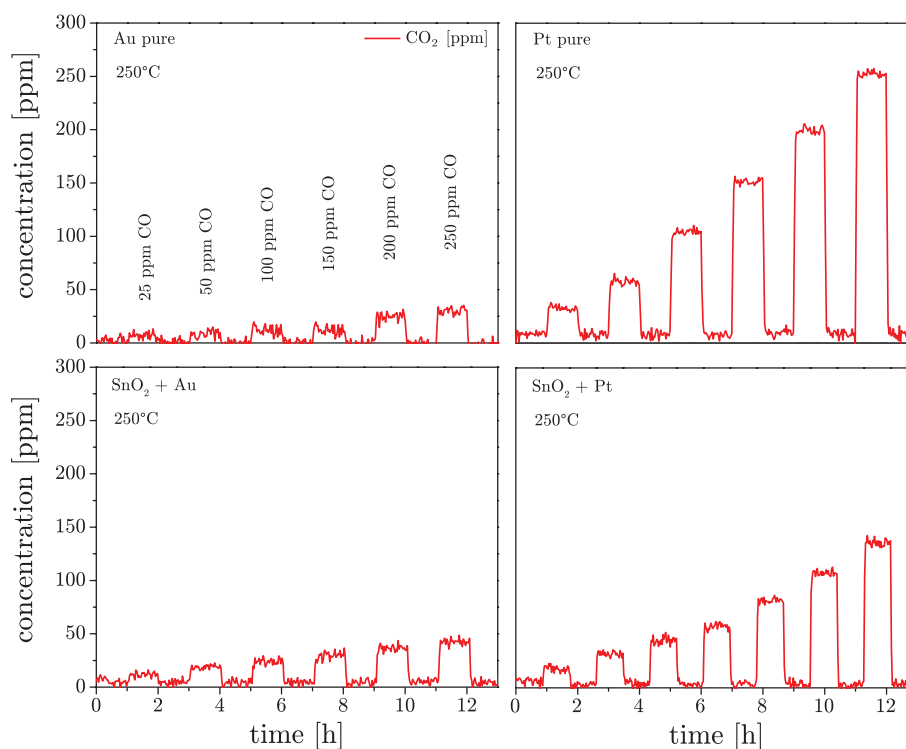 300
250
200
150
100
50
0
concentration [ppm]
Au pure
250°C
CO₂ [ppm]
25 ppm CO
50 ppm CO
100 ppm CO
150 ppm CO
200 ppm CO
250 ppm CO
Pt pure
250°C
300
250
200
150
100
50
0
concentration [ppm]
SnO₂ + Au
250°C
0 2 4 6 8 10 12
time [h]
SnO₂ + Pt
250°C
0 2 4 6 8 10 12
time [h]